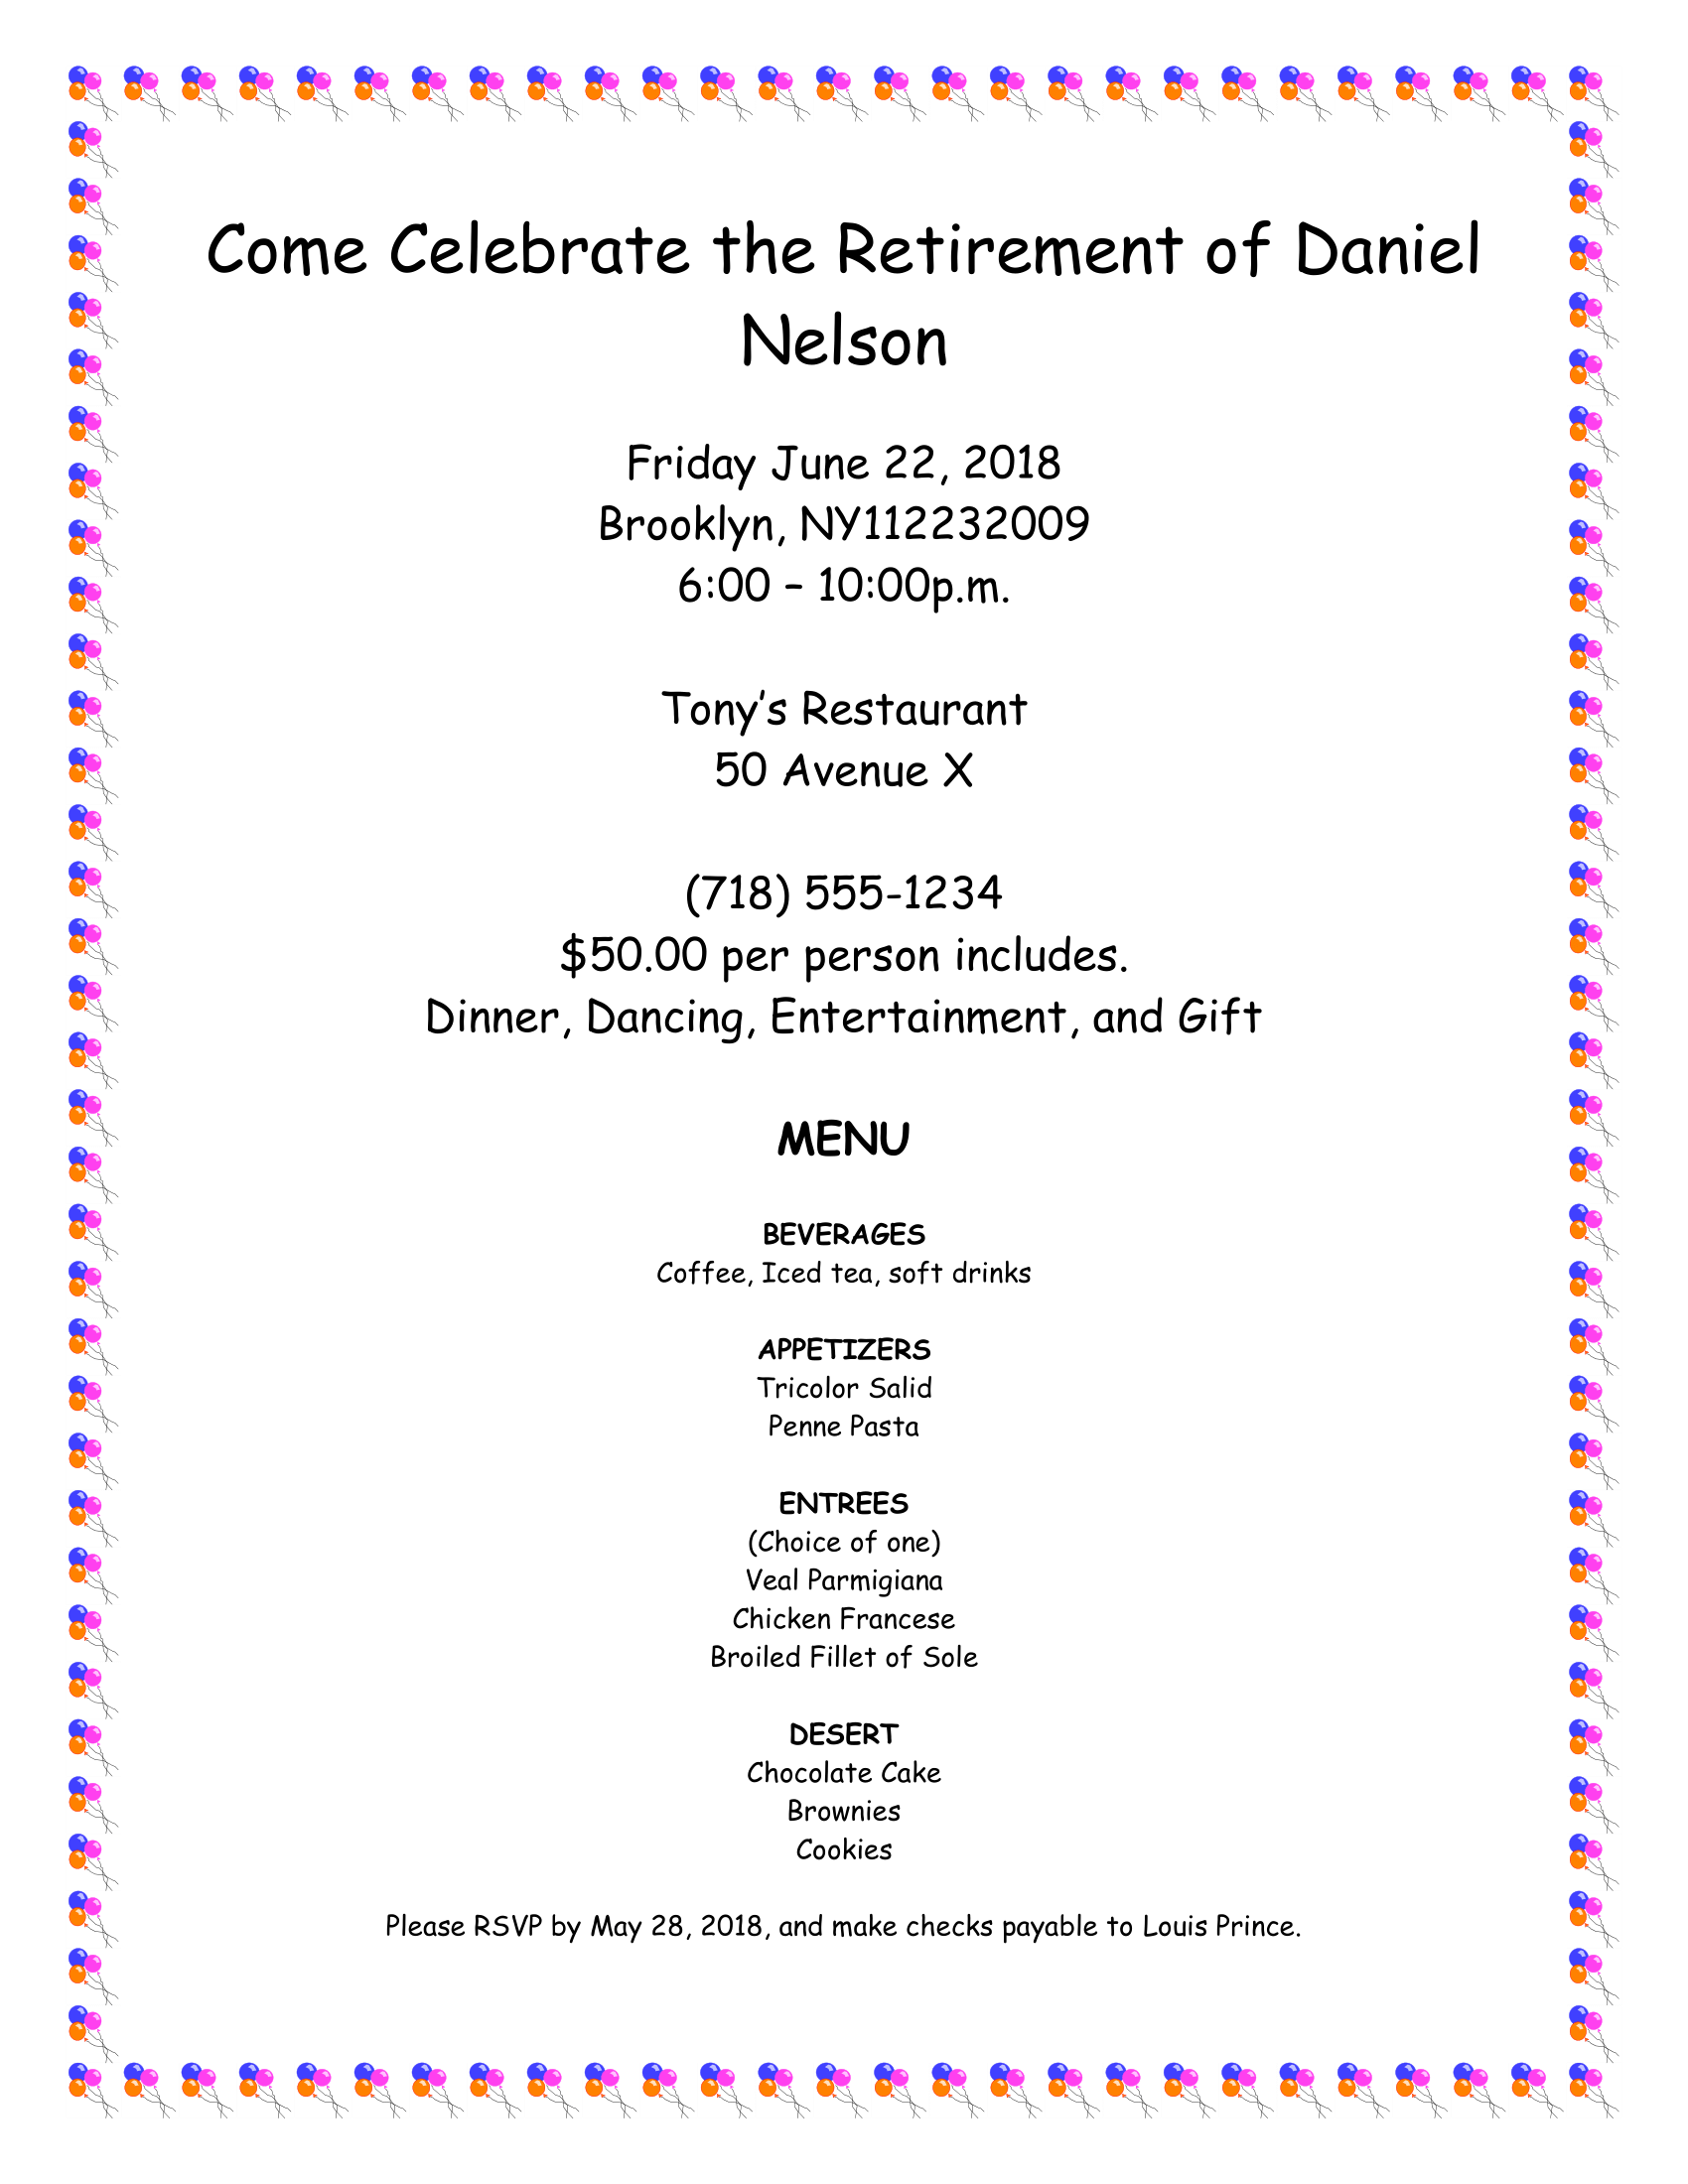 Come Celebrate the Retirement of Daniel
Nelson
Friday June 22, 2018
Brooklyn, NY112232009
6:00 – 10:00p.m.
Tony’s Restaurant
50 Avenue X
(718) 555-1234
$50.00 per person includes.
Dinner, Dancing, Entertainment, and Gift
MENU
BEVERAGES
Coffee, Iced tea, soft drinks
APPETIZERS
Tricolor Salid
Penne Pasta
ENTREES
(Choice of one)
Veal Parmigiana
Chicken Francese
Broiled Fillet of Sole
DESERT
Chocolate Cake
Brownies
Cookies
Please RSVP by May 28, 2018, and make checks payable to Louis Prince.